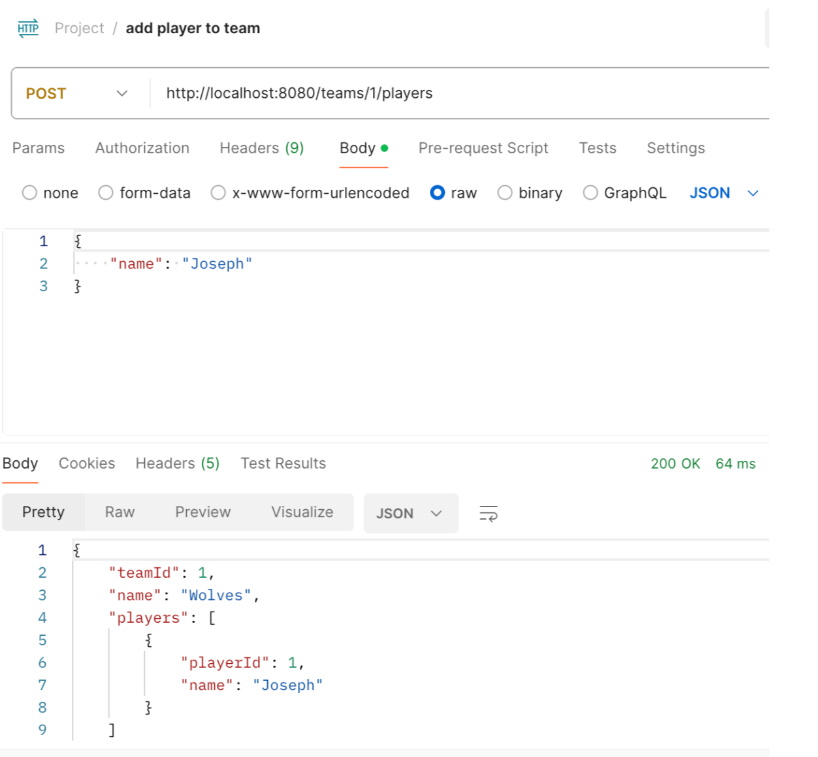 HTTP Project / add player to team
POST http://localhost:8080/teams/1/players
Params Authorization Headers (9) Body Pre-request Script Tests Settings
none form-data x-www-form-urlencoded raw binary GraphQL JSON
1 {
2 ····"name":·"Joseph"
3 }
Body Cookies Headers (5) Test Results 200 OK 64 ms
Pretty Raw Preview Visualize JSON
1 {
2 "teamId": 1,
3 "name": "Wolves",
4 "players": [
5 {
6 "playerId": 1,
7 "name": "Joseph"
8 }
9 ]